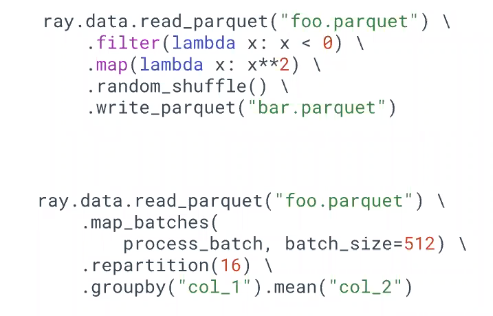 ray.data.read_parquet("foo.parquet") \
    .filter(lambda x: x < 0) \
    .map(lambda x: x**2) \
    .random_shuffle() \
    .write_parquet("bar.parquet")
ray.data.read_parquet("foo.parquet") \
    .map_batches(
        process_batch, batch_size=512) \
    .repartition(16) \
    .groupby("col_1").mean("col_2")